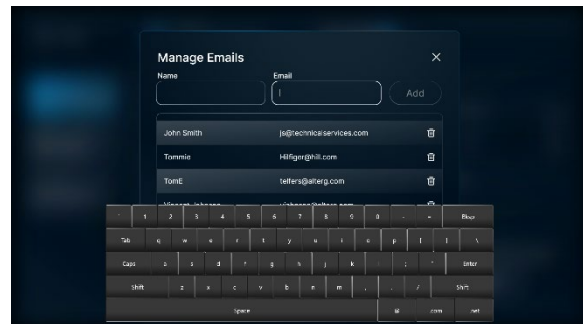 Manage Emails
Name Email
Add
John Smith js@technicalservices.com
Tommie Hilfiger@hill.com
TomE telfers@alterg.com
1 2 3 4 5 6 7 8 9 0 - = Bksp
Tab q w e r t y u i o p [ ] \
Caps a s d f g h j k l ; ' Enter
Shift z x c v b n m , . / Shift
Space @ .com .net